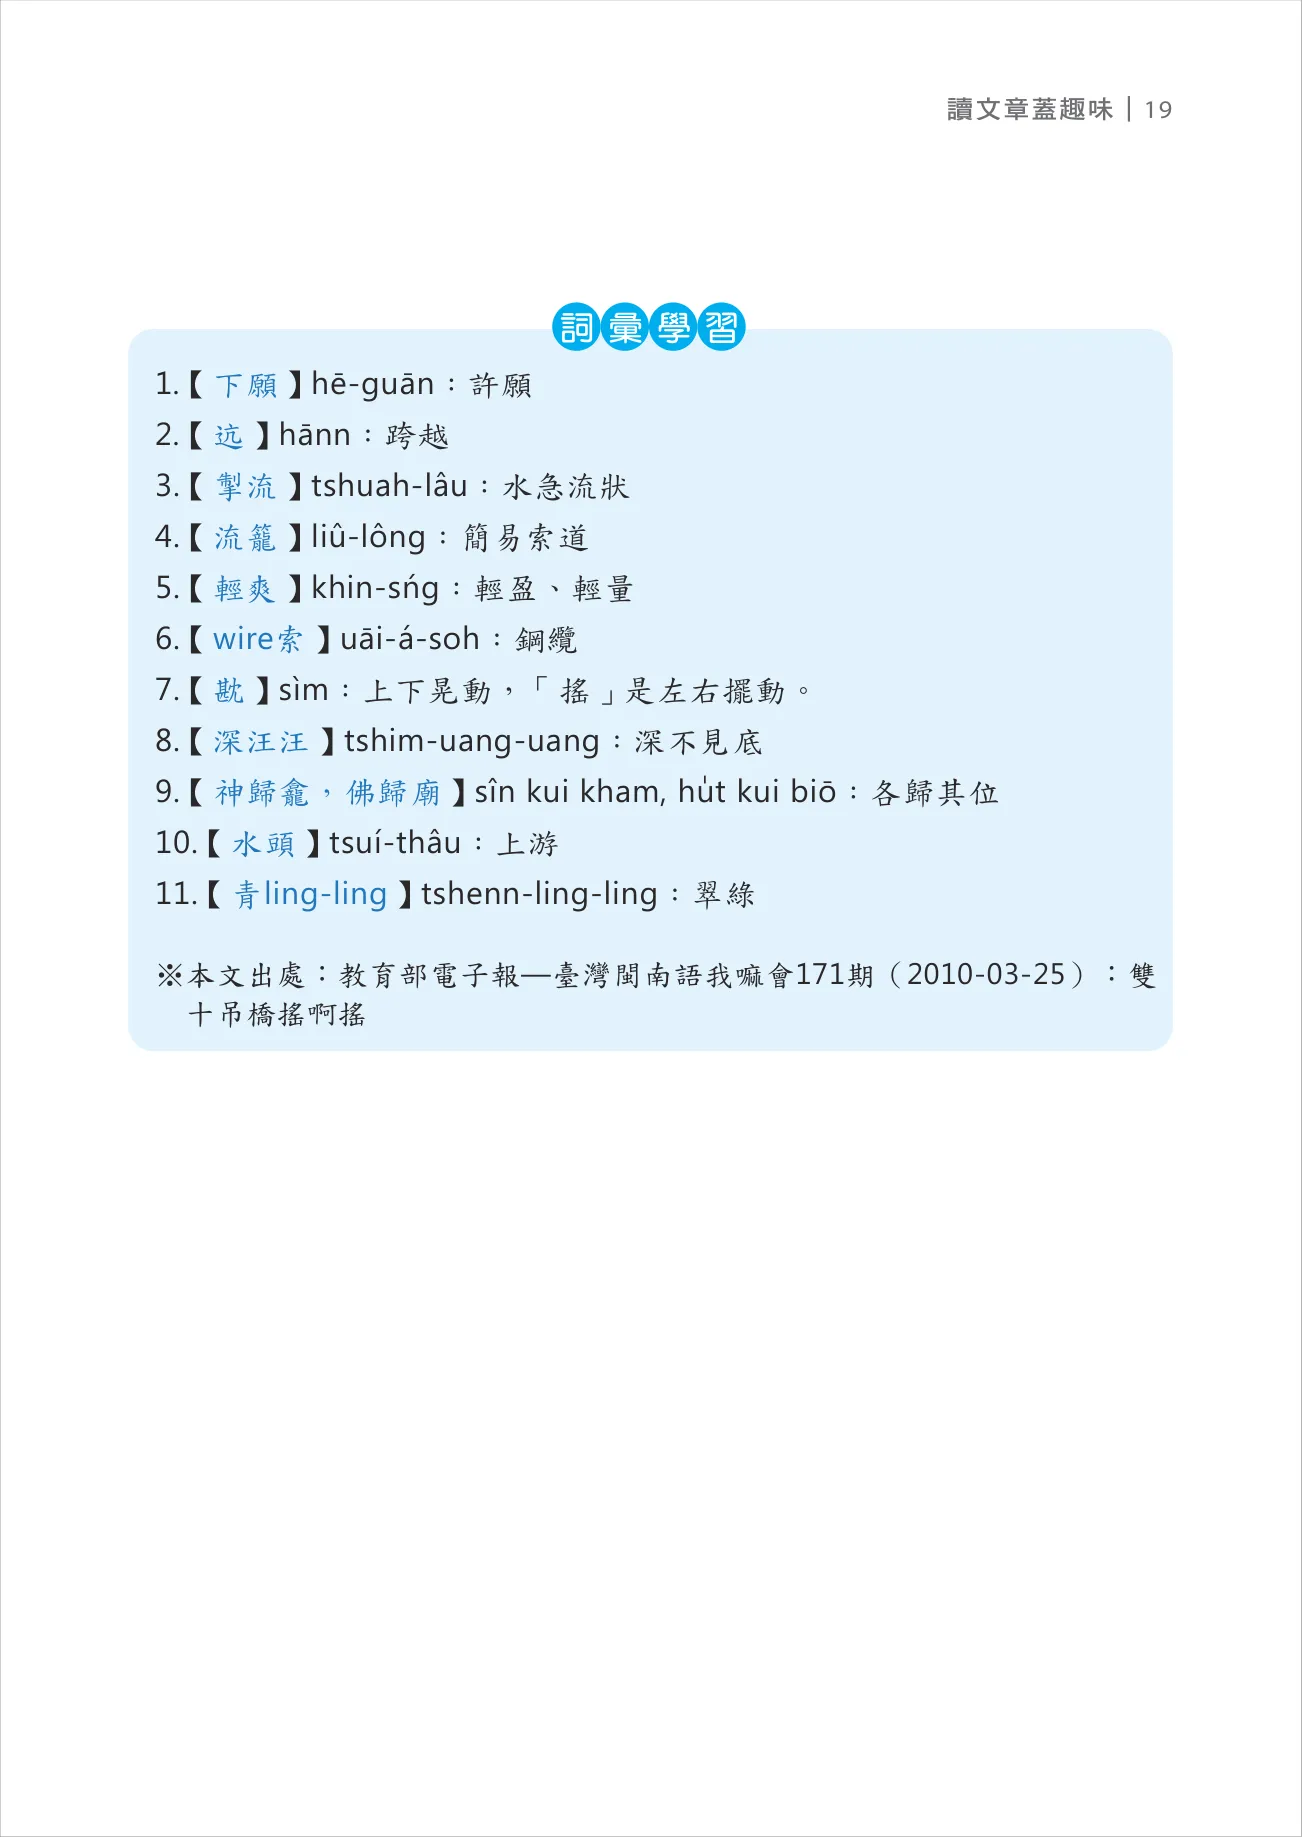 讀文章蓋趣味｜19
詞彙學習
1.【下願】hē-guān：許願
2.【迒】hānn：跨越
3.【掣流】tshuah-lâu：水急流狀
4.【流籠】liû-lông：簡易索道
5.【輕爽】khin-sńg：輕盈、輕量
6.【wire索】uāi-á-soh：鋼纜
7.【㽎】sìm：上下晃動，「搖」是左右擺動。
8.【深汪汪】tshim-uang-uang：深不見底
9.【神歸龕，佛歸廟】sîn kui kham, hu̍t kui biō：各歸其位
10.【水頭】tsuí-thâu：上游
11.【青ling-ling】tshenn-ling-ling：翠綠
※本文出處：教育部電子報—臺灣閩南語我嘛會171期（2010-03-25）：雙
十吊橋搖啊搖